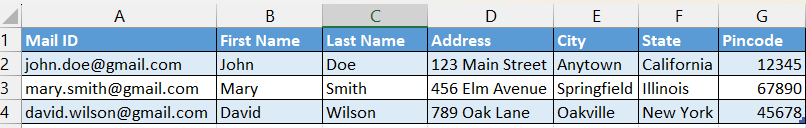 A B C D E F G
1 Mail ID First Name Last Name Address City State Pincode
2 john.doe@gmail.com John Doe 123 Main Street Anytown California 12345
3 mary.smith@gmail.com Mary Smith 456 Elm Avenue Springfield Illinois 67890
4 david.wilson@gmail.com David Wilson 789 Oak Lane Oakville New York 45678